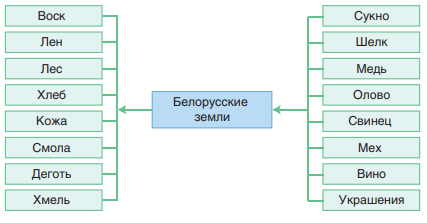 Воск
Лен
Лес
Хлеб
Кожа
Смола
Деготь
Хмель
Белорусские
земли
Сукно
Шелк
Медь
Олово
Свинец
Мех
Вино
Украшения